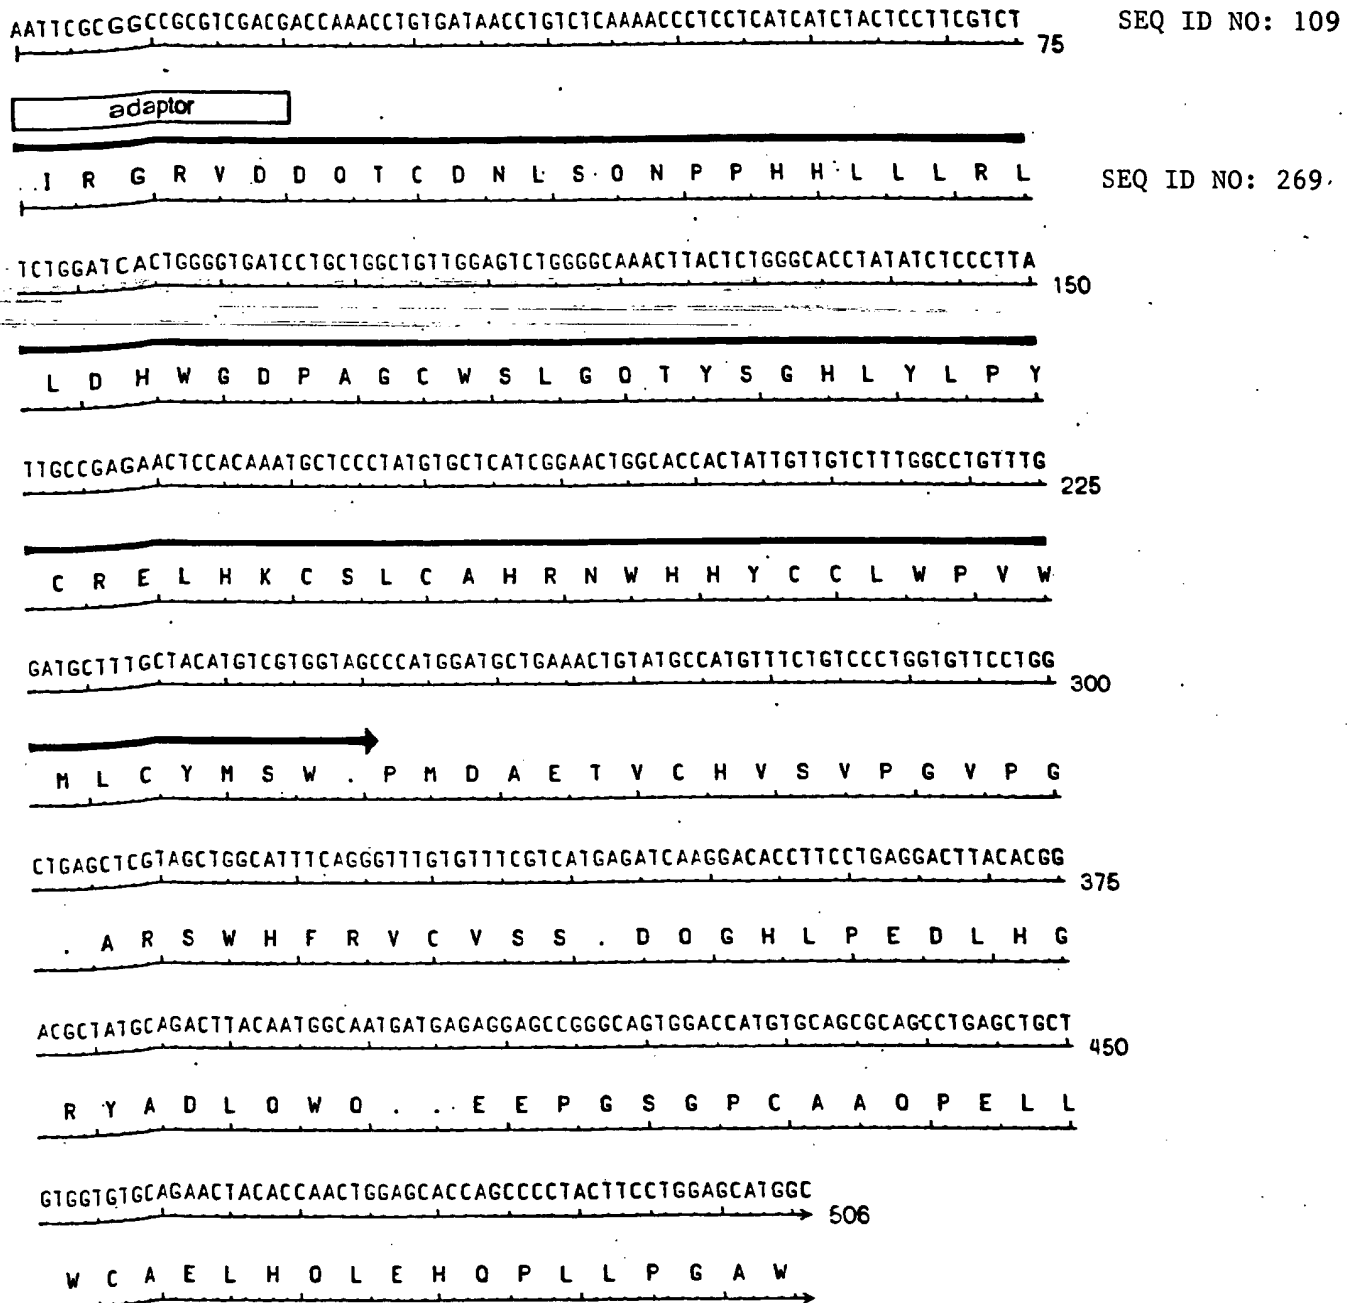 AATTCGCGGCCGCGTCGACGACCAAACCTGTGATAACCTGTCTCAAAACCCTCCTCATCATCTACTCCTTCGTCT 75 SEQ ID NO: 109
adaptor
. . I R G R V D D O T C D N L S O N P P H H L L L R L SEQ ID NO: 269
TCTGGATCACTGGGGTGATCCTGCTGGCTGTTGGAGTCTGGGGCAAACTTACTCTGGGCACCTATATCTCCCTTA 150
L D H W G D P A G C W S L G O T Y S G H L Y L P Y
TTGCCGAGAACTCCACAAATGCTCCCTATGTGCTCATCGGAACTGGCACCACTATTGTTGTCTTTGGCCTGTTTG 225
C R E L H K C S L C A H R N W H H Y C C L W P V W
GATGCTTTGCTACATGTCGTGGTAGCCCATGGATGCTGAAACTGTATGCCATGTTTCTGTCCCTGGTGTTCCTGG 300
M L C Y M S W . P M D A E T V C H V S V P G V P G
CTGAGCTCGTAGCTGGCATTTCAGGGTTTGTGTTTCGTCATGAGATCAAGGACACCTTCCTGAGGACTTACACGG 375
. A R S W H F R V C V S S . D O G H L P E D L H G
ACGCTATGCAGACTTACAATGGCAATGATGAGAGGAGCCGGGCAGTGGACCATGTGCAGCGCAGCCTGAGCTGCT 450
R Y A D L O W O . . E E P G S G P C A A O P E L L
GTGGTGTGCAGAACTACACCAACTGGAGCACCAGCCCCTACTTCCTGGAGCATGGC 506
W C A E L H O L E H O P L L P G A W